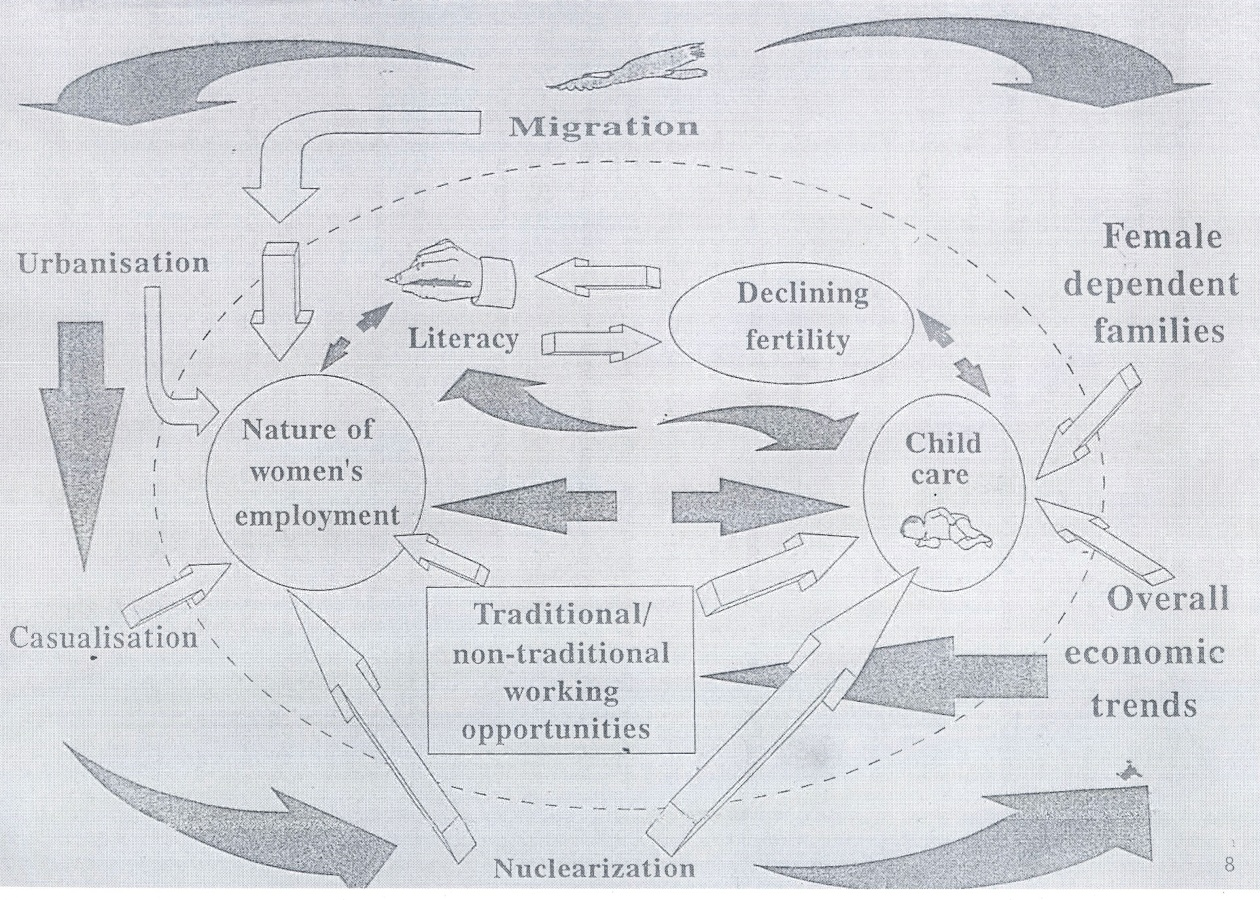 Migration
Urbanisation
Female
dependent
families
Declining
fertility
Literacy
Nature of
women's
employment
Child
care
Traditional/
non-traditional
working
opportunities
Casualisation
Overall
economic
trends
Nuclearization
8